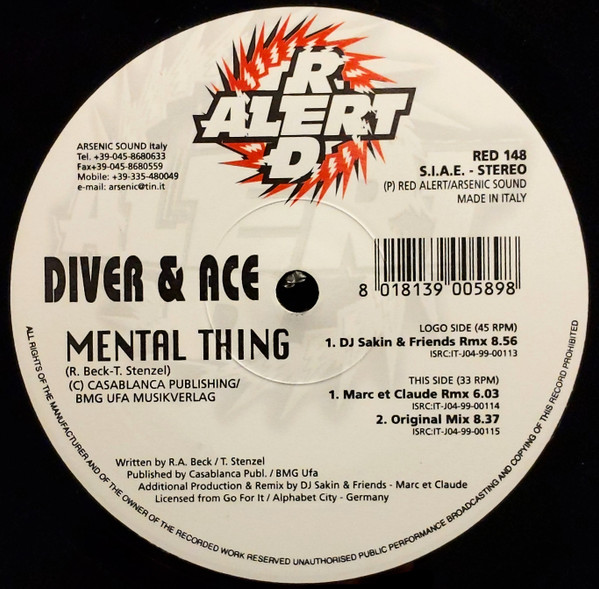 RED
ALERT
ARSENIC SOUND Italy
Tel. +39-045-8680633
Fax+39-045-8680559
Mobile: +39-335-480049
e-mail: arsenic@tin.it
RED 148
S.I.A.E. - STEREO
(P) RED ALERT/ARSENIC SOUND
MADE IN ITALY
DIVER & ACE
8 018139 005898
MENTAL THING
(R. Beck-T. Stenzel)
(C) CASABLANCA PUBLISHING/
BMG UFA MUSIKVERLAG
LOGO SIDE (45 RPM)
1. DJ Sakin & Friends Rmx 8.56
ISRC:IT-J04-99-00113
THIS SIDE (33 RPM)
1. Marc et Claude Rmx 6.03
ISRC:IT-J04-99-00114
2. Original Mix 8.37
ISRC:IT-J04-99-00115
Written by R.A. Beck / T. Stenzel
Published by Casablanca Publ. / BMG Ufa
Additional Production & Remix by DJ Sakin & Friends - Marc et Claude
Licensed from Go For It / Alphabet City - Germany
ALL RIGHTS OF THE MANUFACTURER AND OF THE OWNER OF THE RECORDED WORK RESERVED UNAUTHORISED PUBLIC PERFORMANCE BROADCASTING AND COPYING OF THIS RECORD PROHIBITED